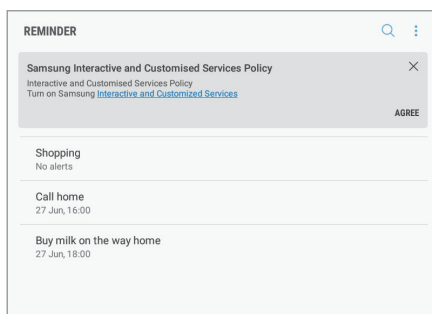 REMINDER
Samsung Interactive and Customised Services Policy
Interactive and Customised Services Policy
Turn on Samsung Interactive and Customized Services
AGREE
Shopping
No alerts
Call home
27 Jun, 16:00
Buy milk on the way home
27 Jun, 18:00